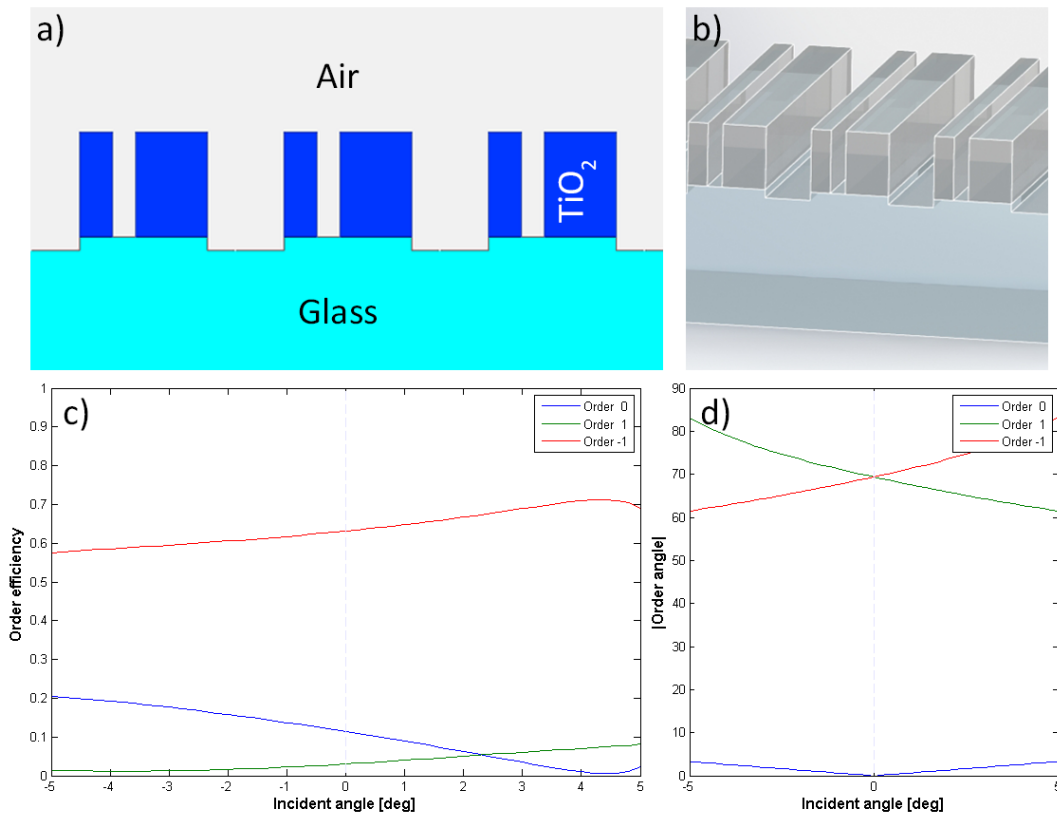 a)
Air
TiO₂
Glass
b)
c)
Order 0
Order 1
Order -1
1
0.9
0.8
0.7
0.6
0.5
0.4
0.3
0.2
0.1
0
Order efficiency
-5 -4 -3 -2 -1 0 1 2 3 4 5
Incident angle [deg]
d)
Order 0
Order 1
Order -1
90
80
70
60
50
40
30
20
10
0
|Order angle|
-5 0 5
Incident angle [deg]